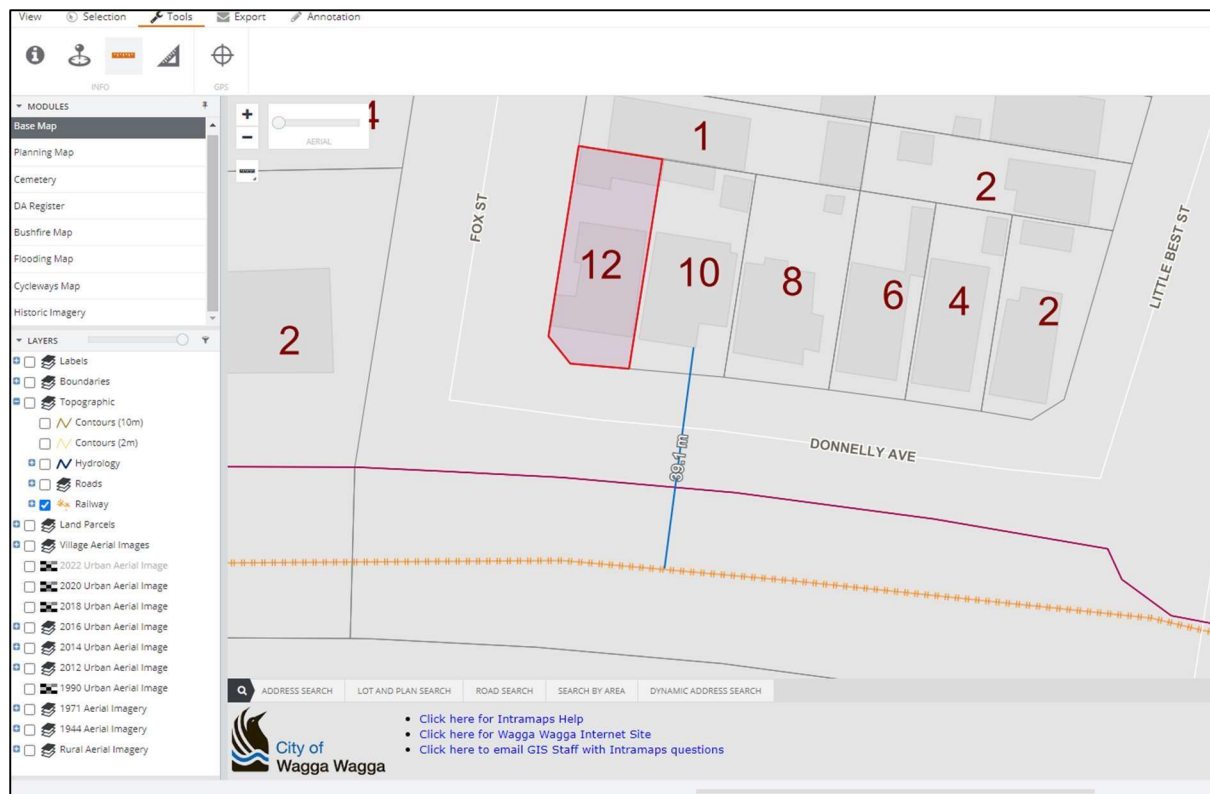 View Selection Tools Export Annotation
INFO GPS
MODULES
Base Map
Planning Map
Cemetery
DA Register
Bushfire Map
Flooding Map
Cycleways Map
Historic Imagery
LAYERS
Labels
Boundaries
Topographic
Contours (10m)
Contours (2m)
Hydrology
Roads
Railway
Land Parcels
Village Aerial Images
2022 Urban Aerial Image
2020 Urban Aerial Image
2018 Urban Aerial Image
2016 Urban Aerial Image
2014 Urban Aerial Image
2012 Urban Aerial Image
1990 Urban Aerial Image
1971 Aerial Imagery
1944 Aerial Imagery
Rural Aerial Imagery
+
−
AERIAL
1
2
FOX ST
LITTLE BEST ST
12
10
8
6
4
2
2
DONNELLY AVE
39.1 m
ADDRESS SEARCH LOT AND PLAN SEARCH ROAD SEARCH SEARCH BY AREA DYNAMIC ADDRESS SEARCH
City of
Wagga Wagga
• Click here for Intramaps Help
• Click here for Wagga Wagga Internet Site
• Click here to email GIS Staff with Intramaps questions